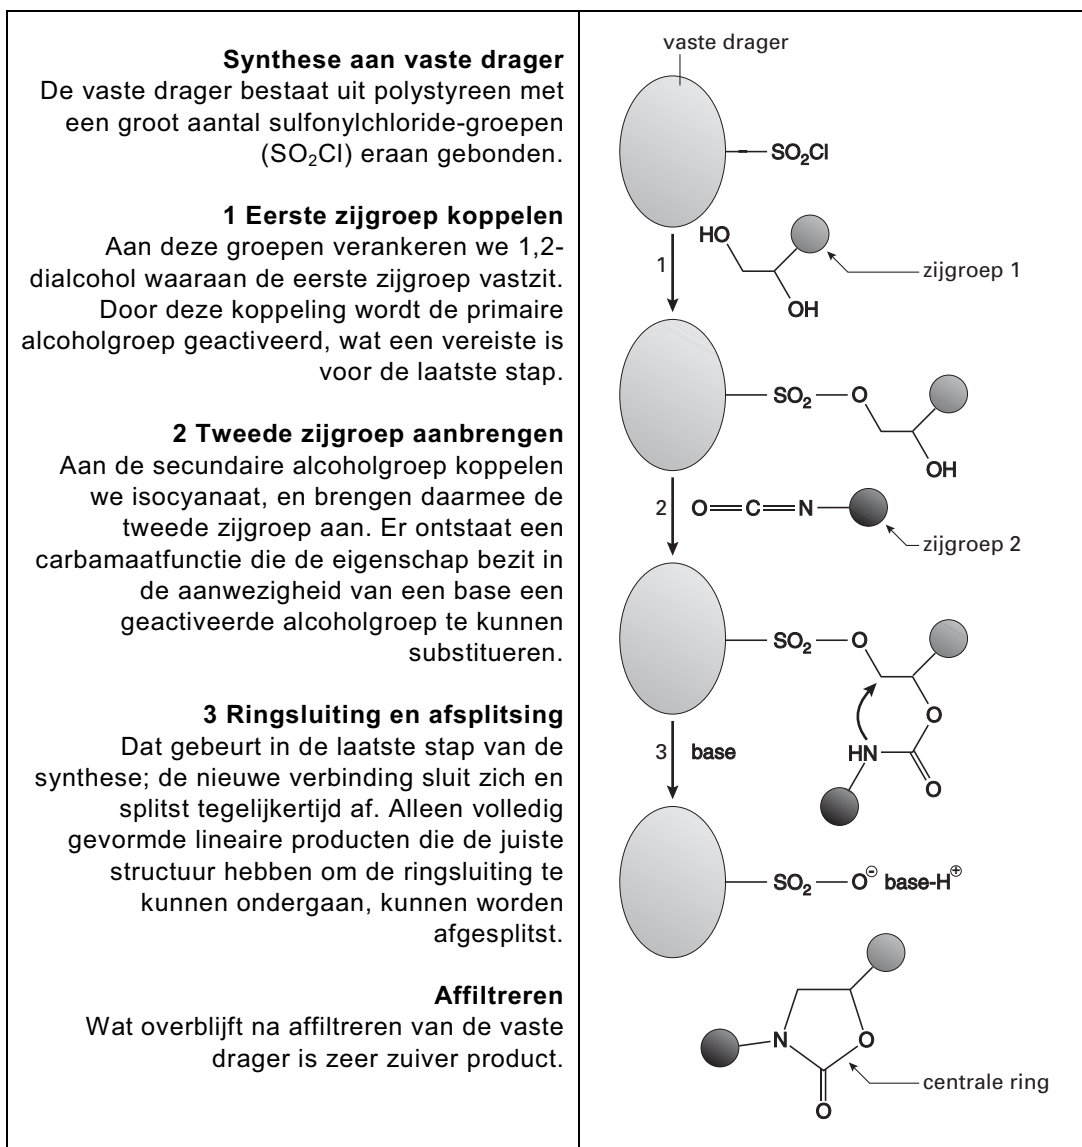 Synthese aan vaste drager
De vaste drager bestaat uit polystyreen met
een groot aantal sulfonylchloride-groepen
(SO₂Cl) eraan gebonden.
1 Eerste zijgroep koppelen
Aan deze groepen verankeren we 1,2-
dialcohol waaraan de eerste zijgroep vastzit.
Door deze koppeling wordt de primaire
alcoholgroep geactiveerd, wat een vereiste is
voor de laatste stap.
2 Tweede zijgroep aanbrengen
Aan de secundaire alcoholgroep koppelen
we isocyanaat, en brengen daarmee de
tweede zijgroep aan. Er ontstaat een
carbamaatfunctie die de eigenschap bezit in
de aanwezigheid van een base een
geactiveerde alcoholgroep te kunnen
substitueren.
3 Ringsluiting en afsplitsing
Dat gebeurt in de laatste stap van de
synthese; de nieuwe verbinding sluit zich en
splitst tegelijkertijd af. Alleen volledig
gevormde lineaire producten die de juiste
structuur hebben om de ringsluiting te
kunnen ondergaan, kunnen worden
afgesplitst.
Affiltreren
Wat overblijft na affiltreren van de vaste
drager is zeer zuiver product.
vaste drager
SO₂Cl
HO
1
zijgroep 1
OH
SO₂ O
OH
2 O C N
zijgroep 2
SO₂ O
O
3 base HN
O
SO₂ O⊖ base-H⊕
N O
centrale ring
O